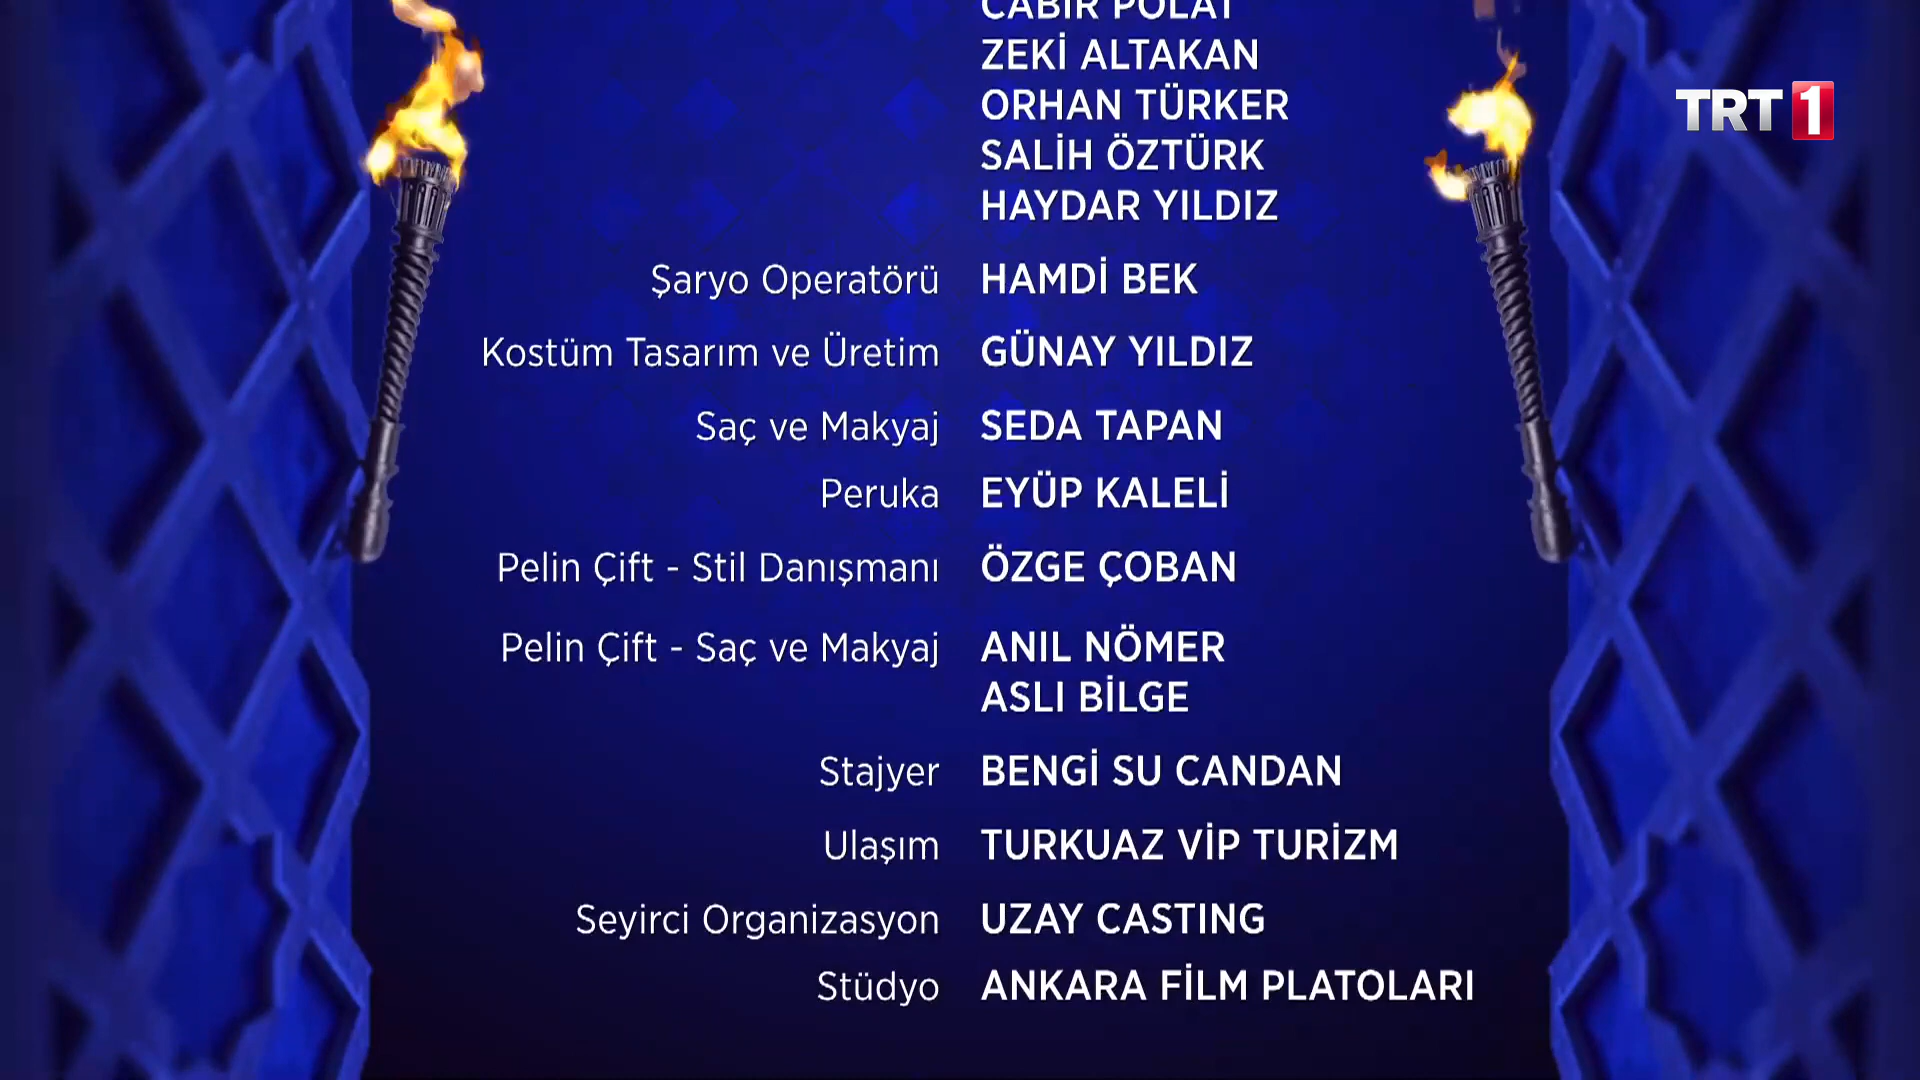 CABİR POLAT
ZEKİ ALTAKAN
ORHAN TÜRKER
SALİH ÖZTÜRK
HAYDAR YILDIZ
TRT 1
Şaryo Operatörü HAMDİ BEK
Kostüm Tasarım ve Üretim GÜNAY YILDIZ
Saç ve Makyaj SEDA TAPAN
Peruka EYÜP KALELİ
Pelin Çift - Stil Danışmanı ÖZGE ÇOBAN
Pelin Çift - Saç ve Makyaj ANIL NÖMER
ASLI BİLGE
Stajyer BENGİ SU CANDAN
Ulaşım TURKUAZ VİP TURİZM
Seyirci Organizasyon UZAY CASTING
Stüdyo ANKARA FİLM PLATOLARI